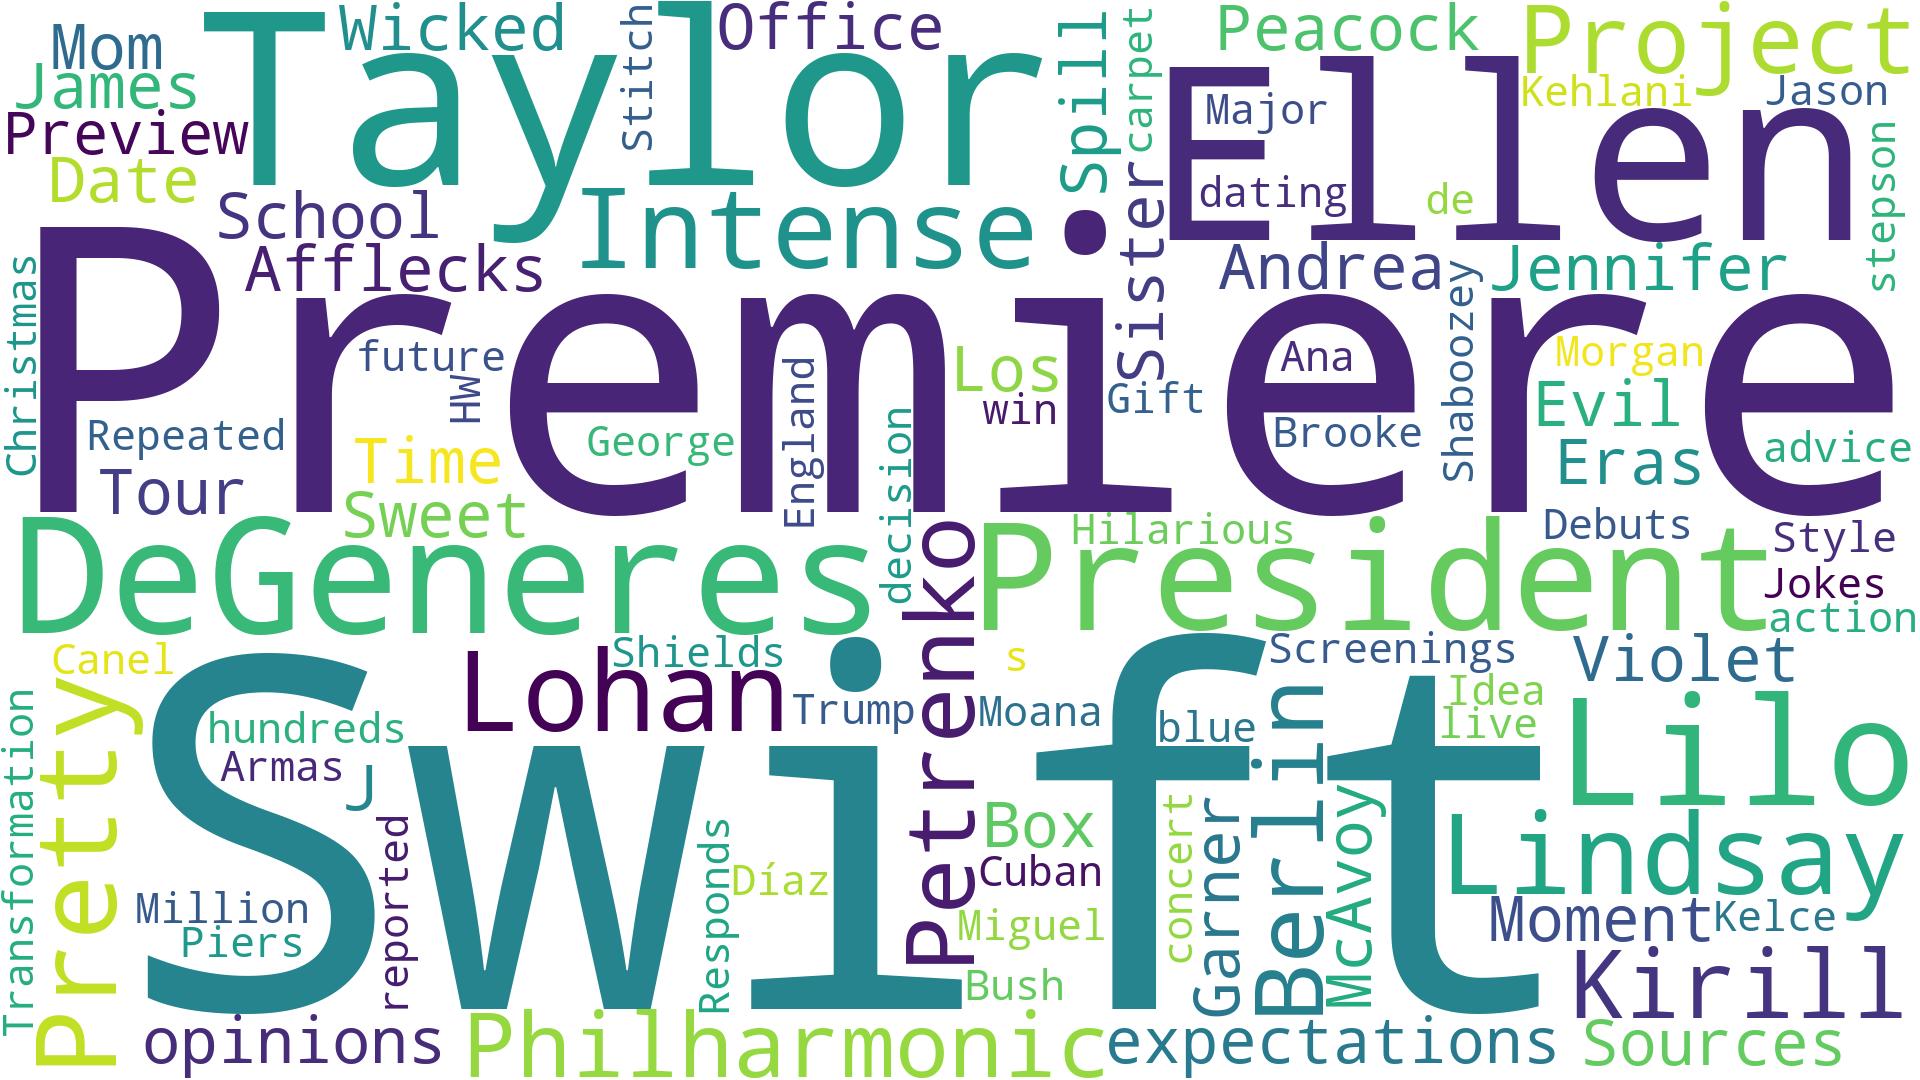 Mom
Wicked
Office
Peacock
Project
James
Taylor
Stitch
Spill
carpet
Ellen
Major
Kehlani
Jason
Preview
Date
School
Intense
Sister
dating
de
stepson
Afflecks
Andrea
Jennifer
Christmas
Premiere
future
HW
England
Los
win
Gift
Ana
Shaboozey
Morgan
Evil
Repeated
Time
George
decision
Brooke
Eras
advice
Tour
Sweet
DeGeneres
Petrenko
President
Hilarious
Debuts
Style
Jokes
action
Canel
Lohan
Shields
s
Screenings
Violet
Transformation
Pretty
Swift
hundreds
Trump
Moana
blue
Berlin
Idea
live
Lilo
Armas
J
reported
Responds
Díaz
Box
Cuban
concert
Garner
McAvoy
Lindsay
Million
Piers
Miguel
Moment
Kelce
Bush
Kirill
opinions
Philharmonic
expectations
Sources